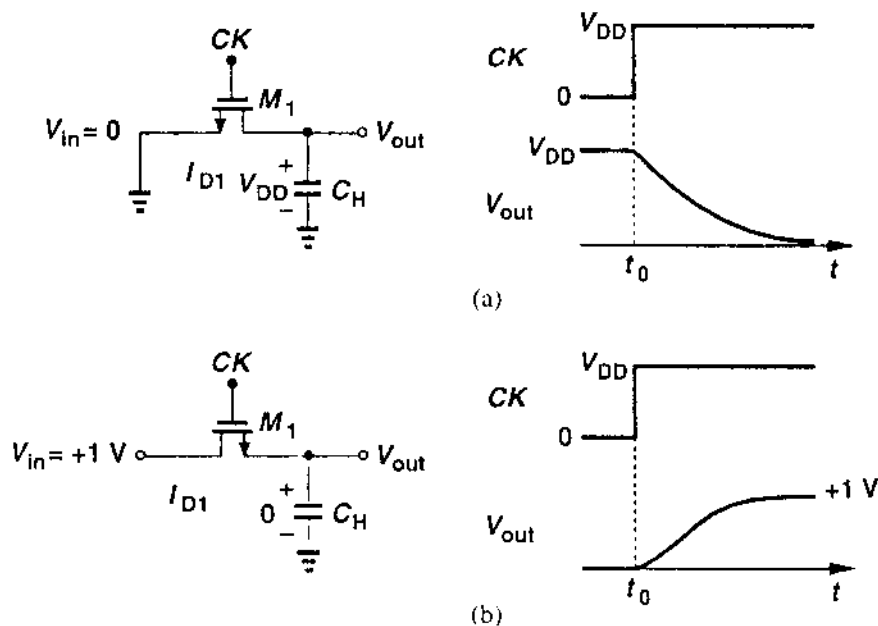 CK
M1
Vin = 0
Vout
ID1
+
VDD
CH
−
CK
VDD
0
VDD
Vout
t0
t
(a)
CK
M1
Vin = +1 V
Vout
ID1
+
0
CH
−
CK
VDD
0
Vout
+1 V
t0
t
(b)